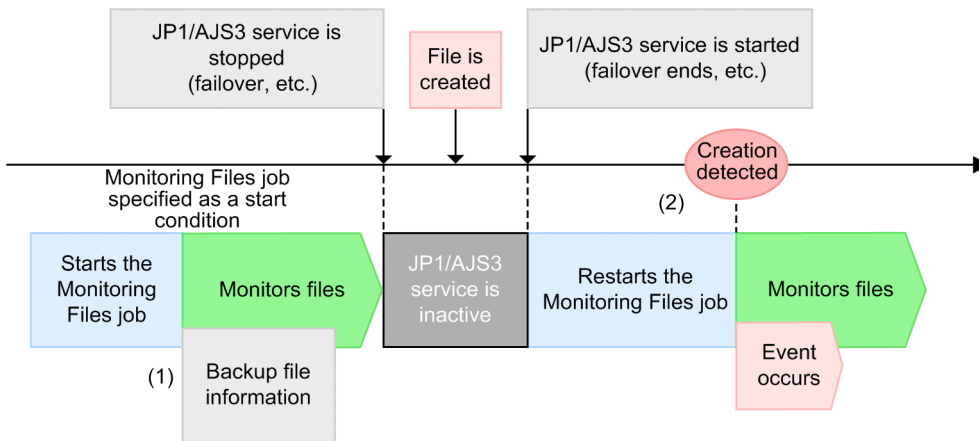 JP1/AJS3 service is
stopped
(failover, etc.)
File is
created
JP1/AJS3 service is started
(failover ends, etc.)
Creation
detected
Monitoring Files job
specified as a start
condition
(2)
Starts the
Monitoring
Files job
Monitors files
JP1/AJS3
service is
inactive
Restarts the
Monitoring Files job
Monitors files
(1)
Backup file
information
Event
occurs